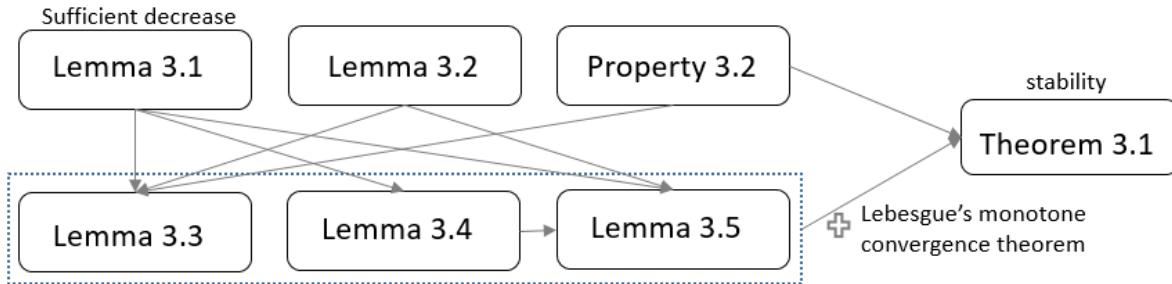 Sufficient decrease
Lemma 3.1
Lemma 3.2
Property 3.2
stability
Theorem 3.1
Lemma 3.3
Lemma 3.4
Lemma 3.5
Lebesgue's monotone
convergence theorem